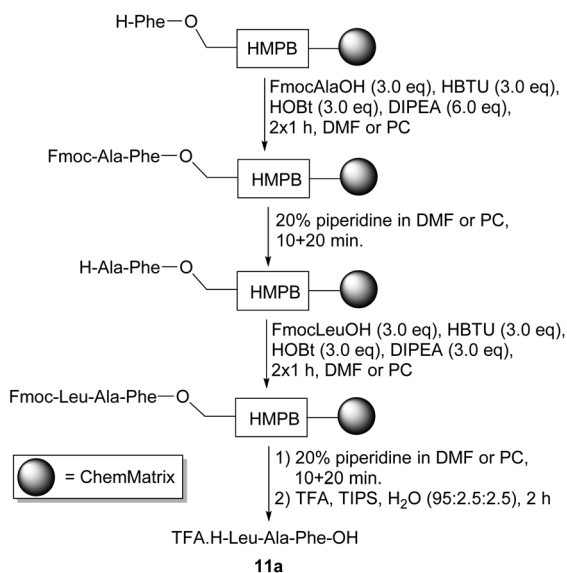 H-Phe—O
HMPB
FmocAlaOH (3.0 eq), HBTU (3.0 eq),
HOBt (3.0 eq), DIPEA (6.0 eq),
2x1 h, DMF or PC
Fmoc-Ala-Phe—O
HMPB
20% piperidine in DMF or PC,
10+20 min.
H-Ala-Phe—O
HMPB
FmocLeuOH (3.0 eq), HBTU (3.0 eq),
HOBt (3.0 eq), DIPEA (3.0 eq),
2x1 h, DMF or PC
Fmoc-Leu-Ala-Phe—O
HMPB
1) 20% piperidine in DMF or PC,
10+20 min.
2) TFA, TIPS, H₂O (95:2.5:2.5), 2 h
= ChemMatrix
TFA.H-Leu-Ala-Phe-OH
11a